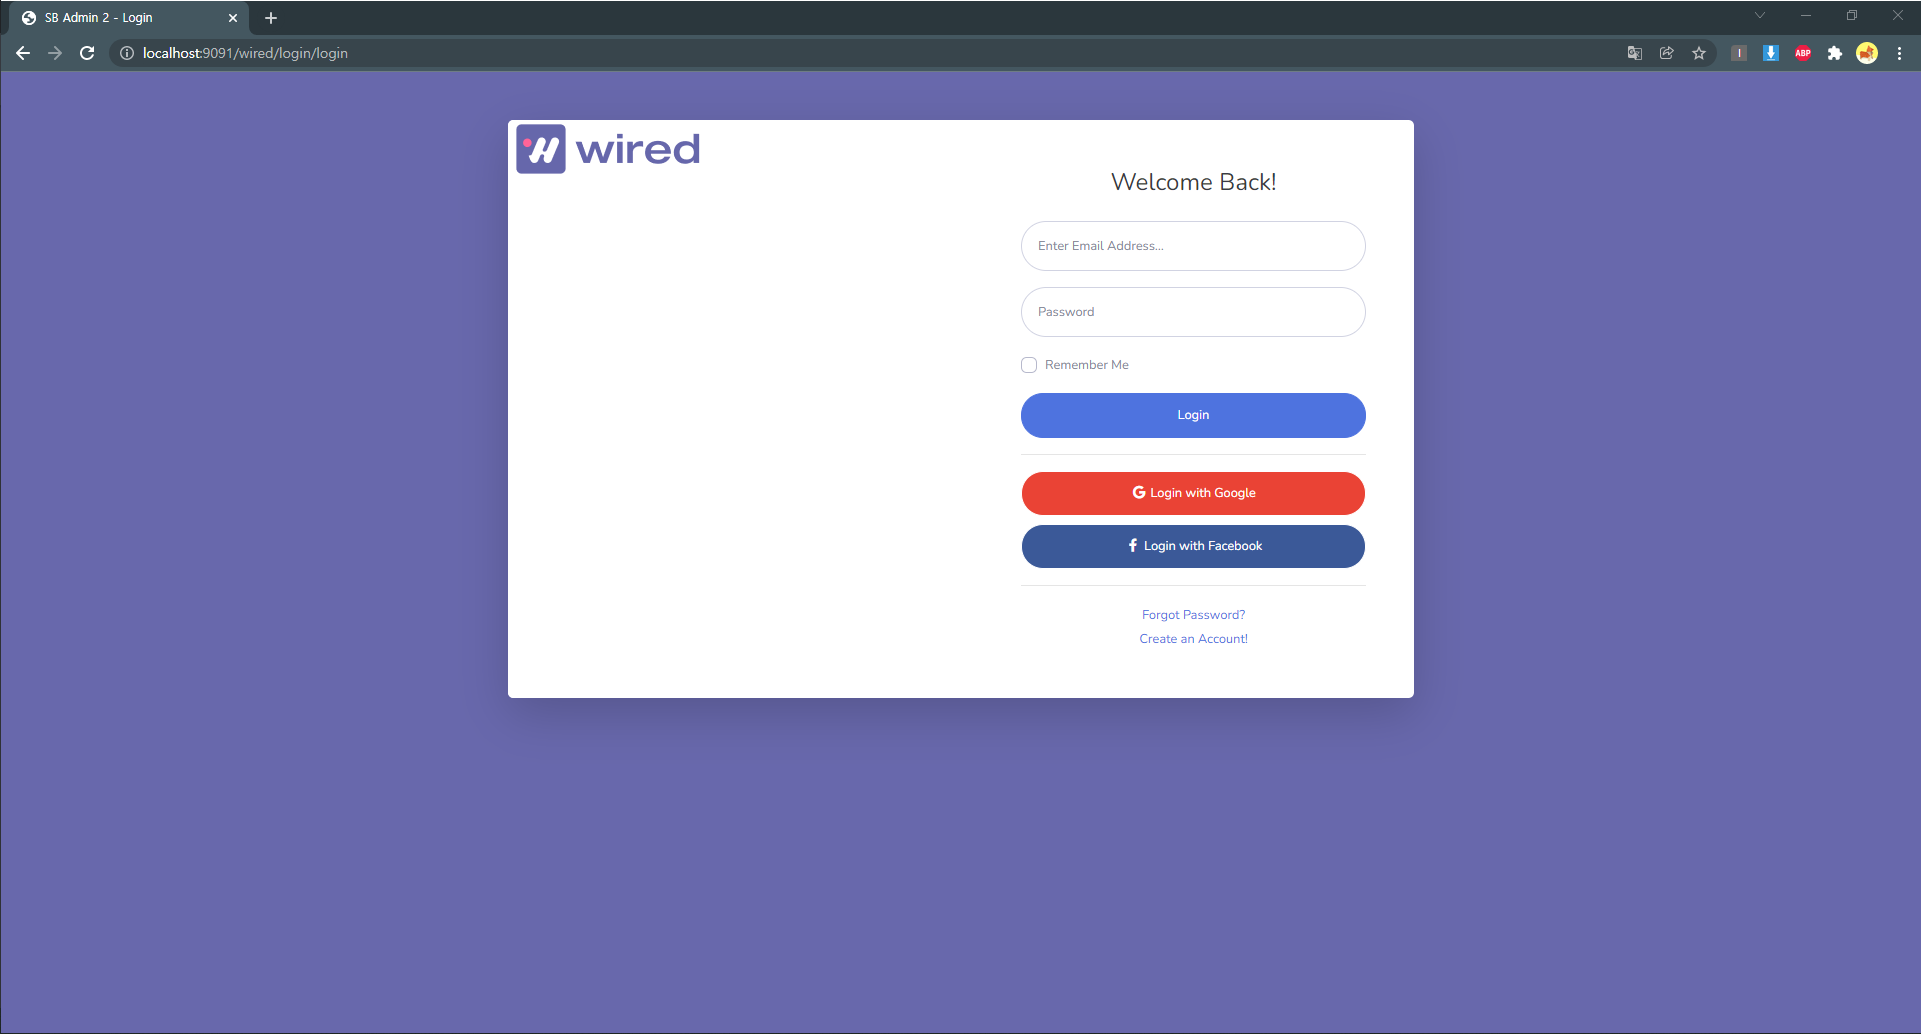 SB Admin 2 - Login
localhost:9091/wired/login/login
ABP
wired
Welcome Back!
Enter Email Address...
Password
Remember Me
Login
Login with Google
Login with Facebook
Forgot Password?
Create an Account!